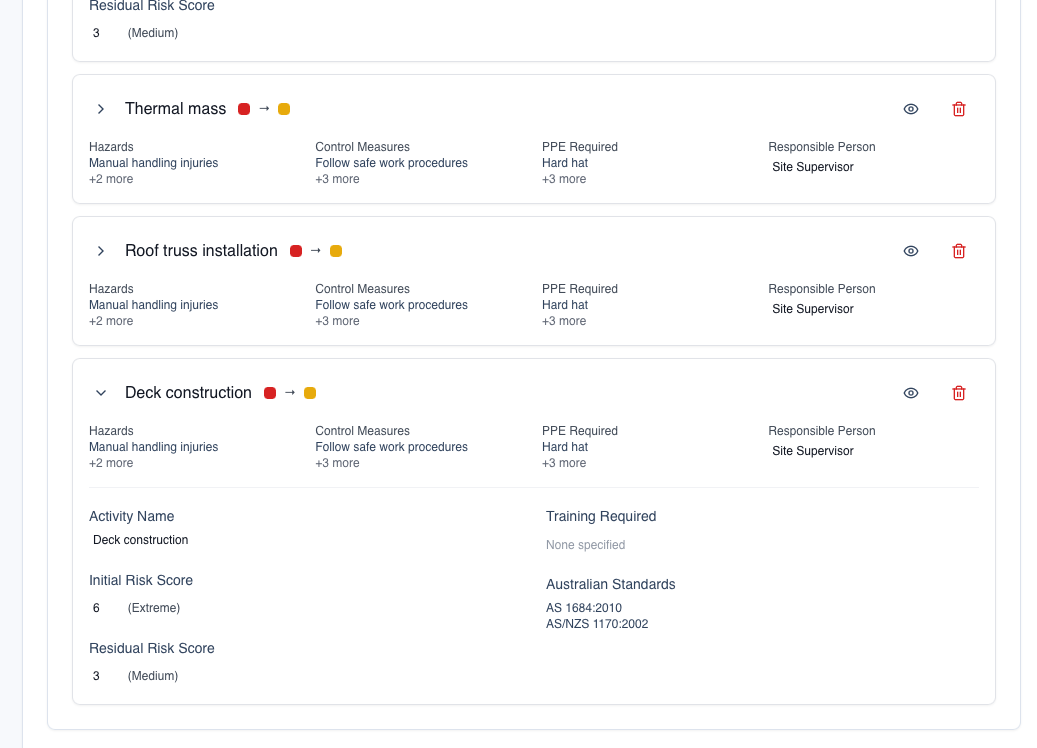 Residual Risk Score
3 (Medium)
Thermal mass →
Hazards Control Measures PPE Required Responsible Person
Manual handling injuries Follow safe work procedures Hard hat Site Supervisor
+2 more +3 more +3 more
Roof truss installation →
Hazards Control Measures PPE Required Responsible Person
Manual handling injuries Follow safe work procedures Hard hat Site Supervisor
+2 more +3 more +3 more
Deck construction →
Hazards Control Measures PPE Required Responsible Person
Manual handling injuries Follow safe work procedures Hard hat Site Supervisor
+2 more +3 more +3 more
Activity Name
Deck construction
Initial Risk Score
6 (Extreme)
Residual Risk Score
3 (Medium)
Training Required
None specified
Australian Standards
AS 1684:2010
AS/NZS 1170:2002